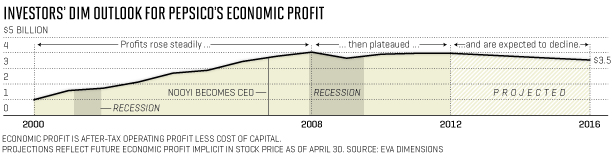 INVESTORS' DIM OUTLOOK FOR PEPSICO'S ECONOMIC PROFIT
$5 BILLION
4
Profits rose steadily ...
... then plateaued ...
...and are expected to decline.
3
$3.5
2
NOOYI BECOMES CEO
RECESSION
PROJECTED
1
RECESSION
0
2000
2008
2012
2016
ECONOMIC PROFIT IS AFTER-TAX OPERATING PROFIT LESS COST OF CAPITAL.
PROJECTIONS REFLECT FUTURE ECONOMIC PROFIT IMPLICIT IN STOCK PRICE AS OF APRIL 30. SOURCE: EVA DIMENSIONS